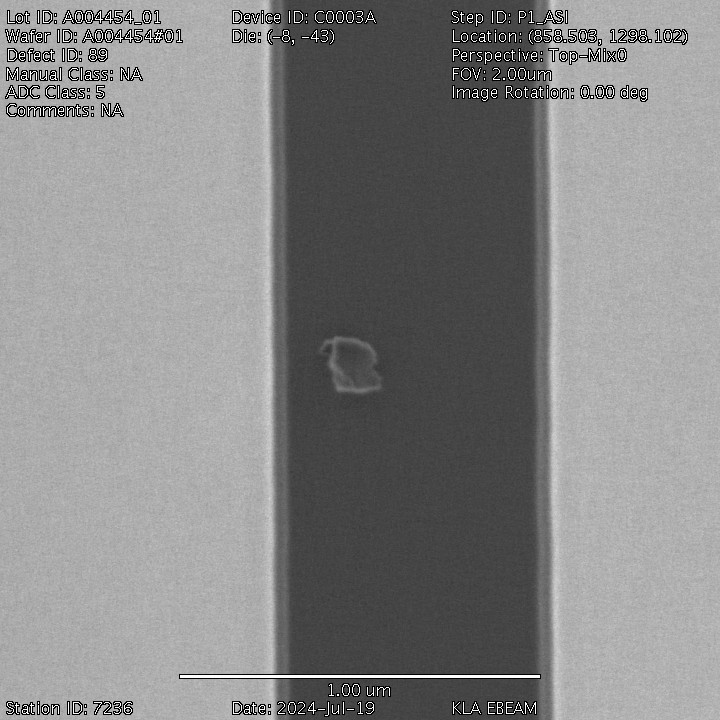 Lot ID: A004454_01
Wafer ID: A004454#01
Defect ID: 89
Manual Class: NA
ADC Class: 5
Comments: NA
Device ID: C0003A
Die: (-8, -43)
Step ID: P1_ASI
Location: (858.503, 1298.102)
Perspective: Top-Mix0
FOV: 2.00um
Image Rotation: 0.00 deg
1.00 um
Station ID: 7236
Date: 2024-Jul-19
KLA EBEAM